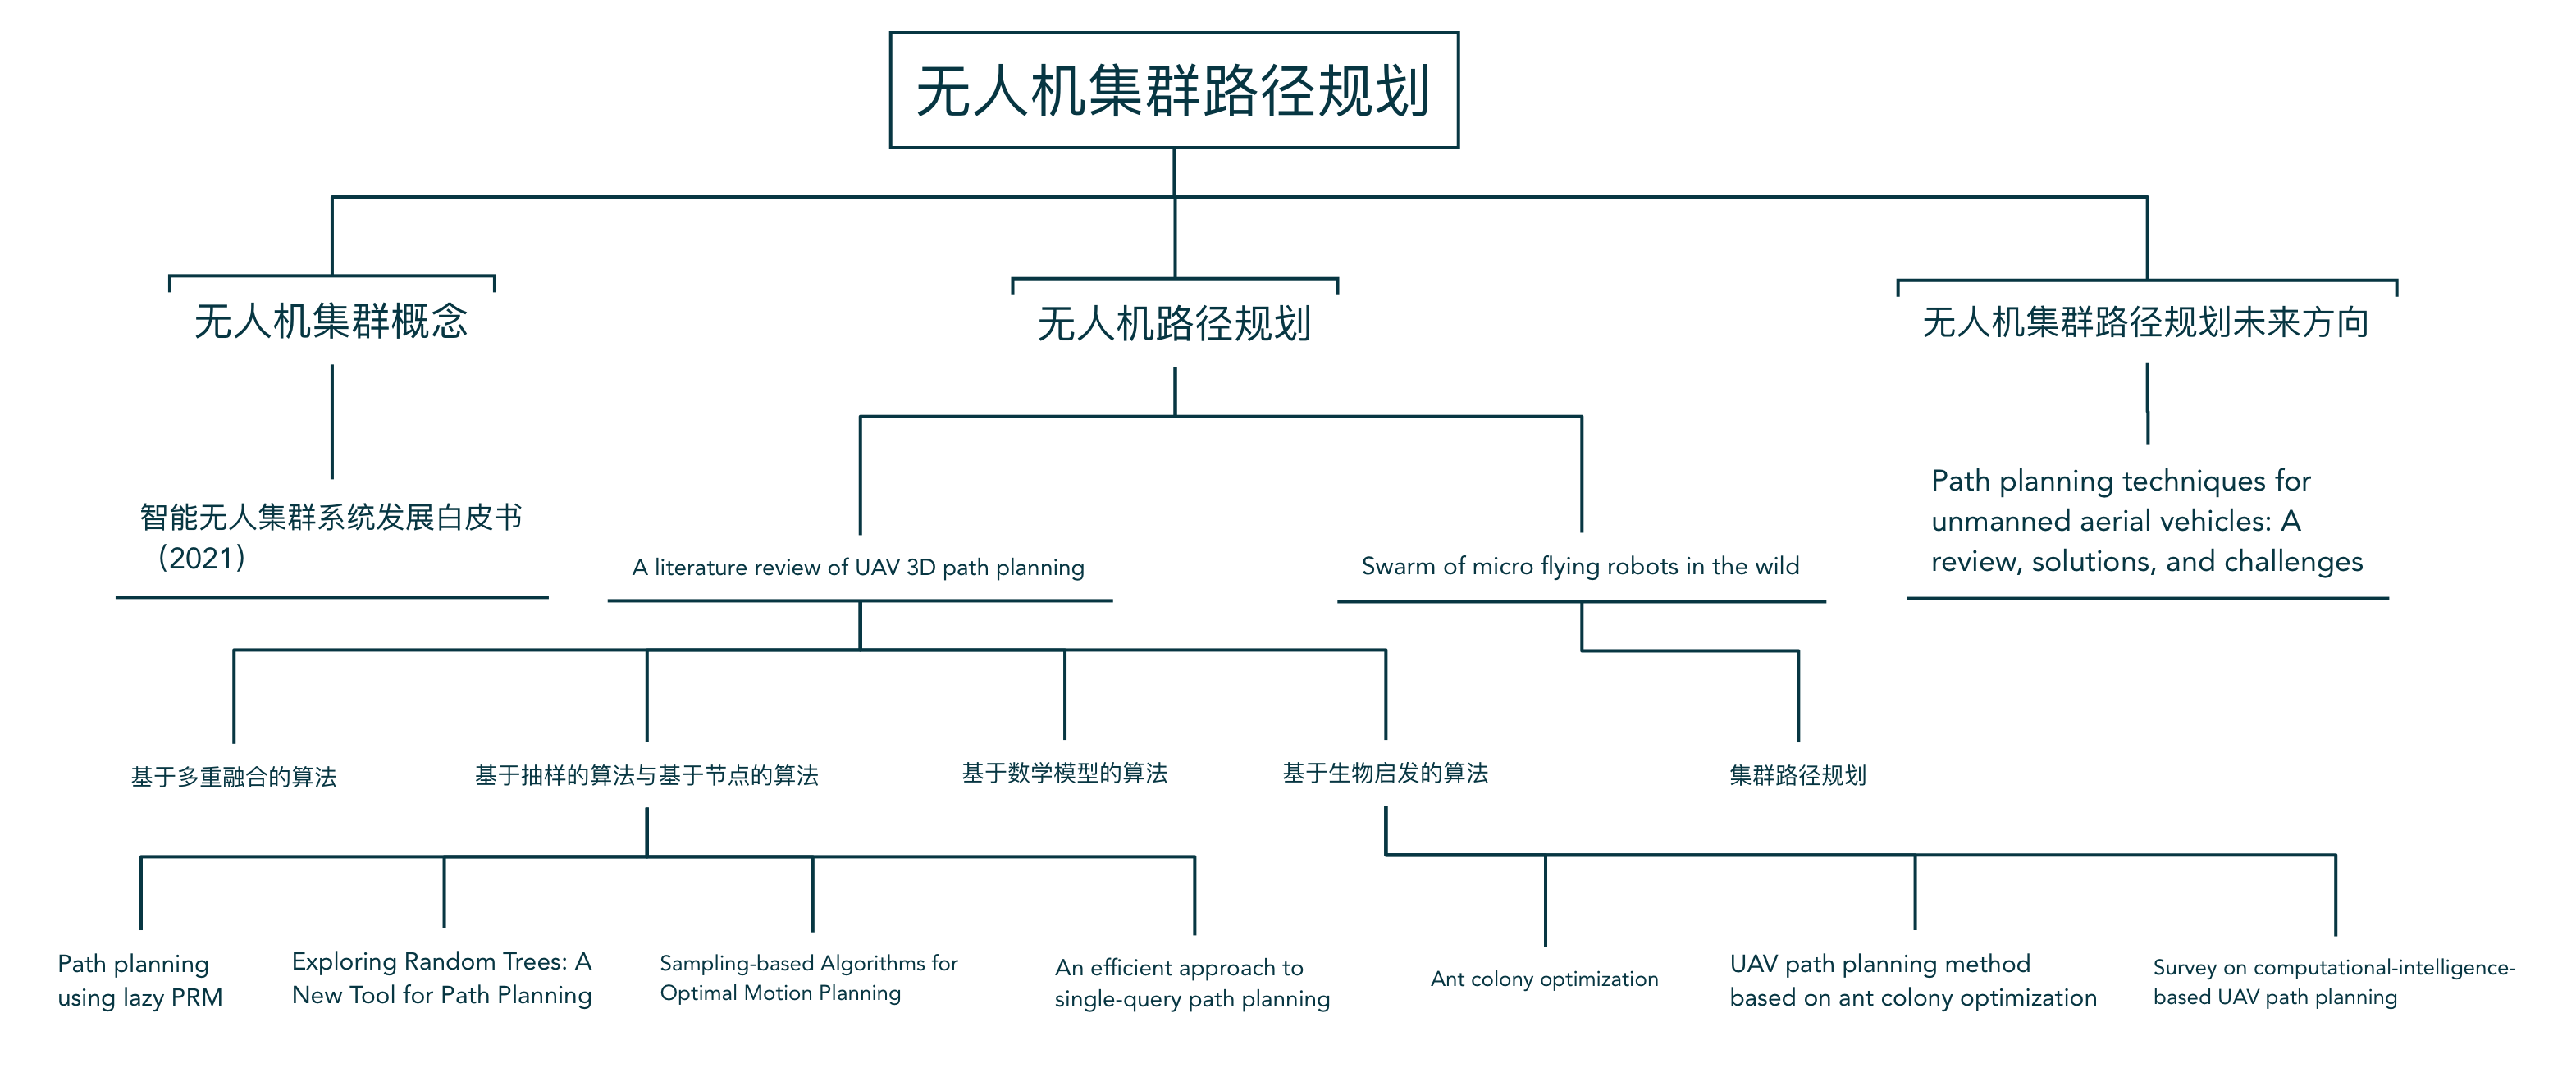 无人机集群路径规划
无人机集群概念
无人机路径规划
无人机集群路径规划未来方向
智能无人集群系统发展白皮书
（2021）
A literature review of UAV 3D path planning
Swarm of micro flying robots in the wild
Path planning techniques for
unmanned aerial vehicles: A
review, solutions, and challenges
基于多重融合的算法
基于抽样的算法与基于节点的算法
基于数学模型的算法
基于生物启发的算法
集群路径规划
Path planning
using lazy PRM
Exploring Random Trees: A
New Tool for Path Planning
Sampling-based Algorithms for
Optimal Motion Planning
An efficient approach to
single-query path planning
Ant colony optimization
UAV path planning method
based on ant colony optimization
Survey on computational-intelligence-
based UAV path planning